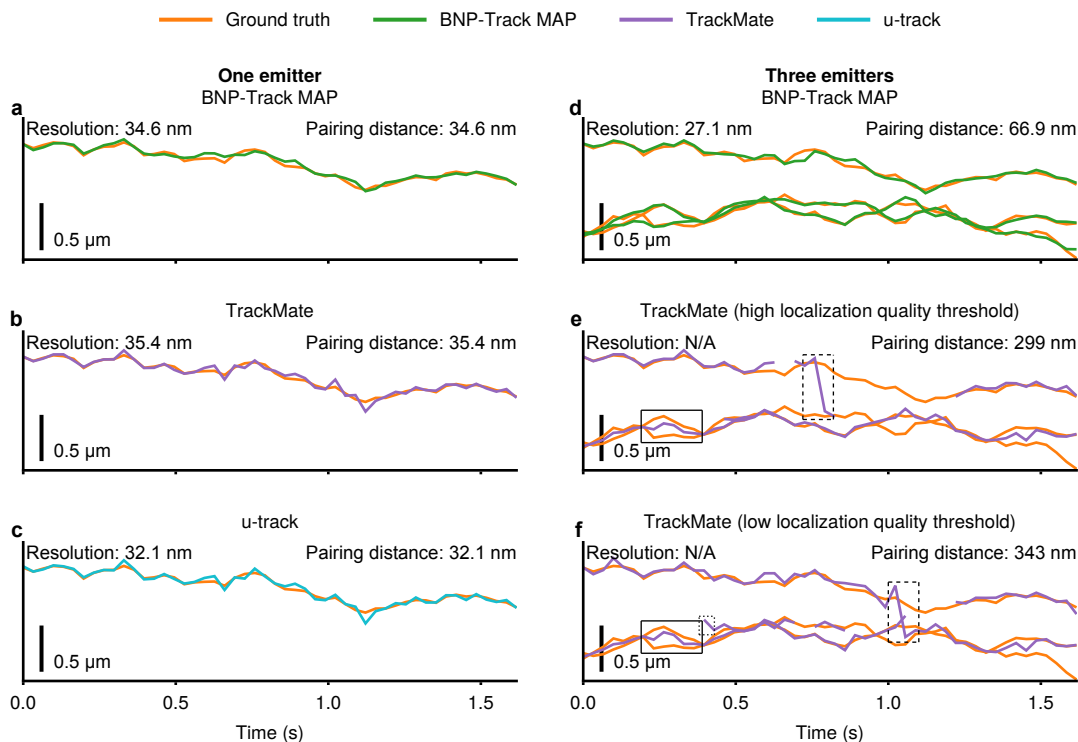 Ground truth
BNP-Track MAP
TrackMate
u-track
One emitter
BNP-Track MAP
a
Resolution: 34.6 nm
Pairing distance: 34.6 nm
0.5 µm
b
TrackMate
Resolution: 35.4 nm
Pairing distance: 35.4 nm
0.5 µm
c
u-track
Resolution: 32.1 nm
Pairing distance: 32.1 nm
0.5 µm
0.0
0.5
1.0
1.5
Time (s)
Three emitters
BNP-Track MAP
d
Resolution: 27.1 nm
Pairing distance: 66.9 nm
0.5 µm
e
TrackMate (high localization quality threshold)
Resolution: N/A
Pairing distance: 299 nm
0.5 µm
f
TrackMate (low localization quality threshold)
Resolution: N/A
Pairing distance: 343 nm
0.5 µm
0.0
0.5
1.0
1.5
Time (s)